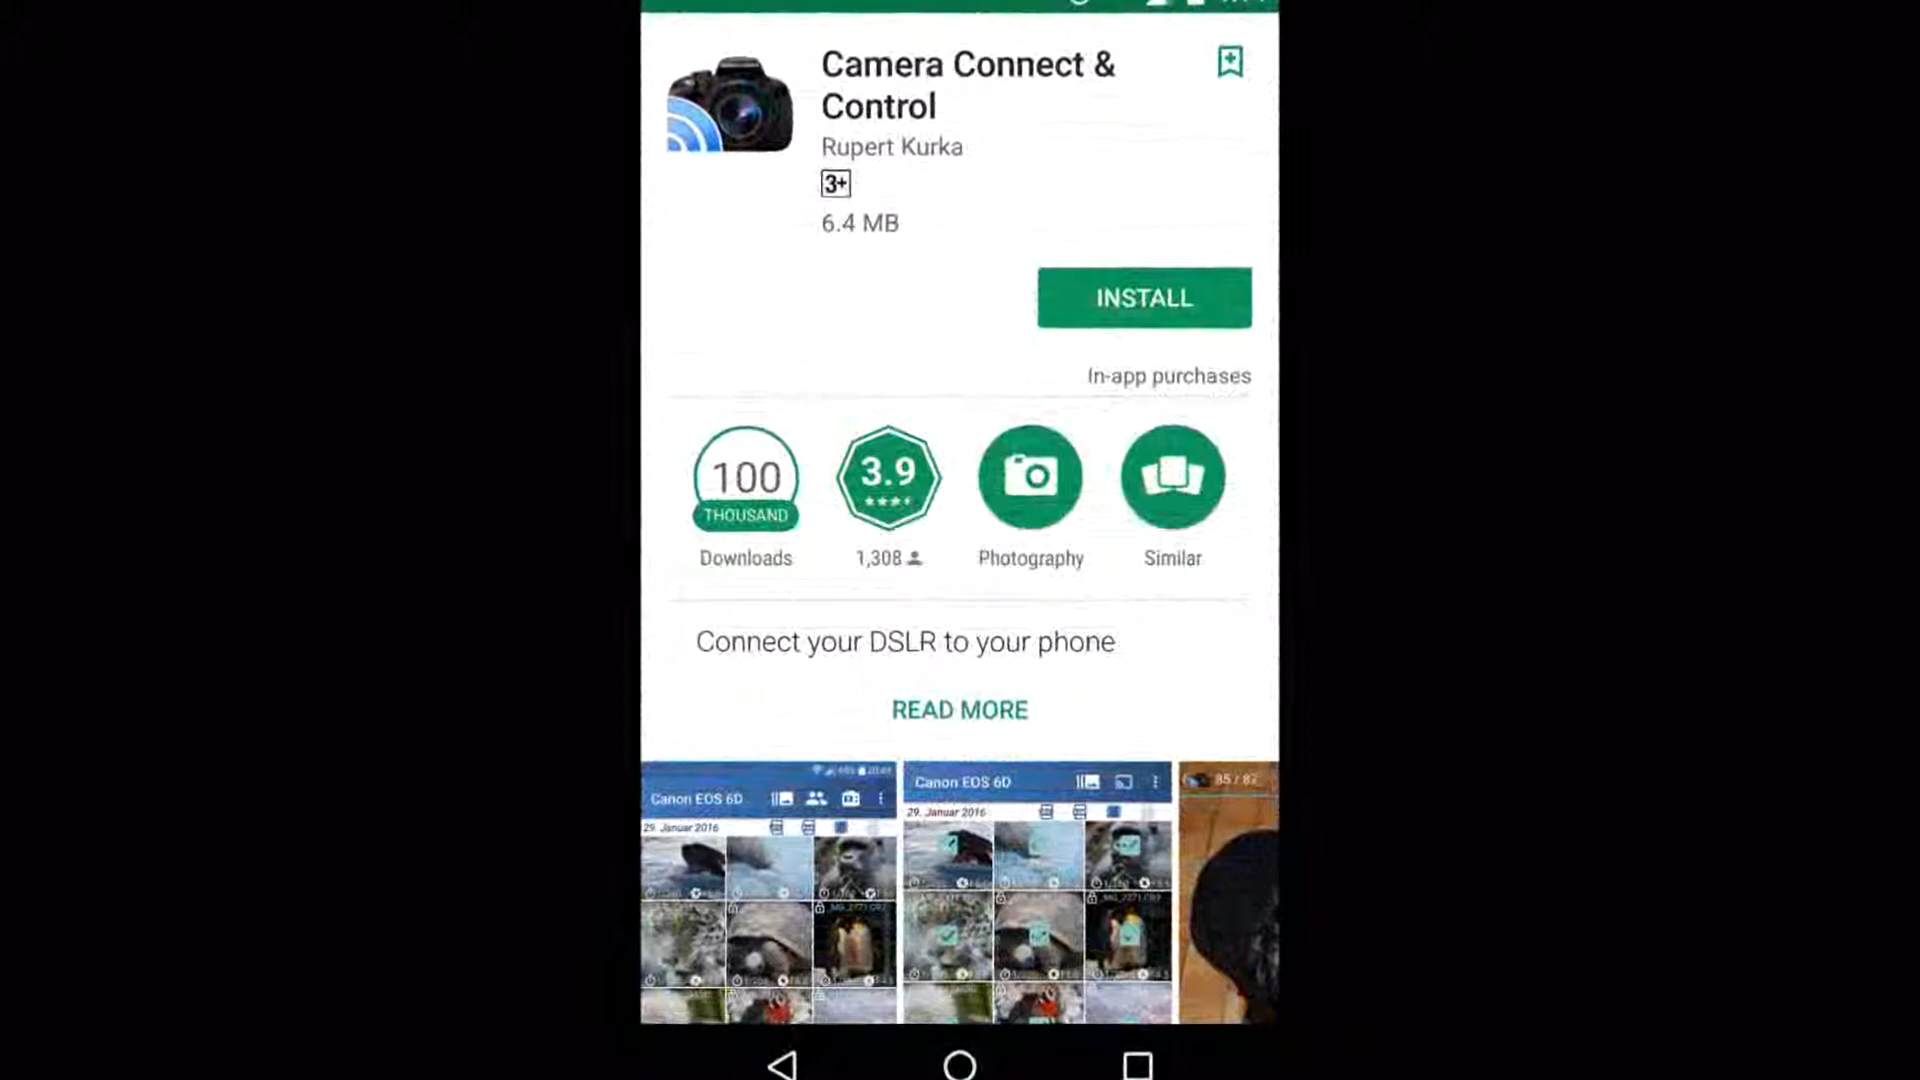 Camera Connect &
Control
Rupert Kurka
3+
6.4 MB
INSTALL
In-app purchases
100
THOUSAND
Downloads
3.9
1,308
Photography
Similar
Connect your DSLR to your phone
READ MORE
Canon EOS 6D
29. Januar 2016
Canon EOS 6D
29. Januar 2016
85 / 87